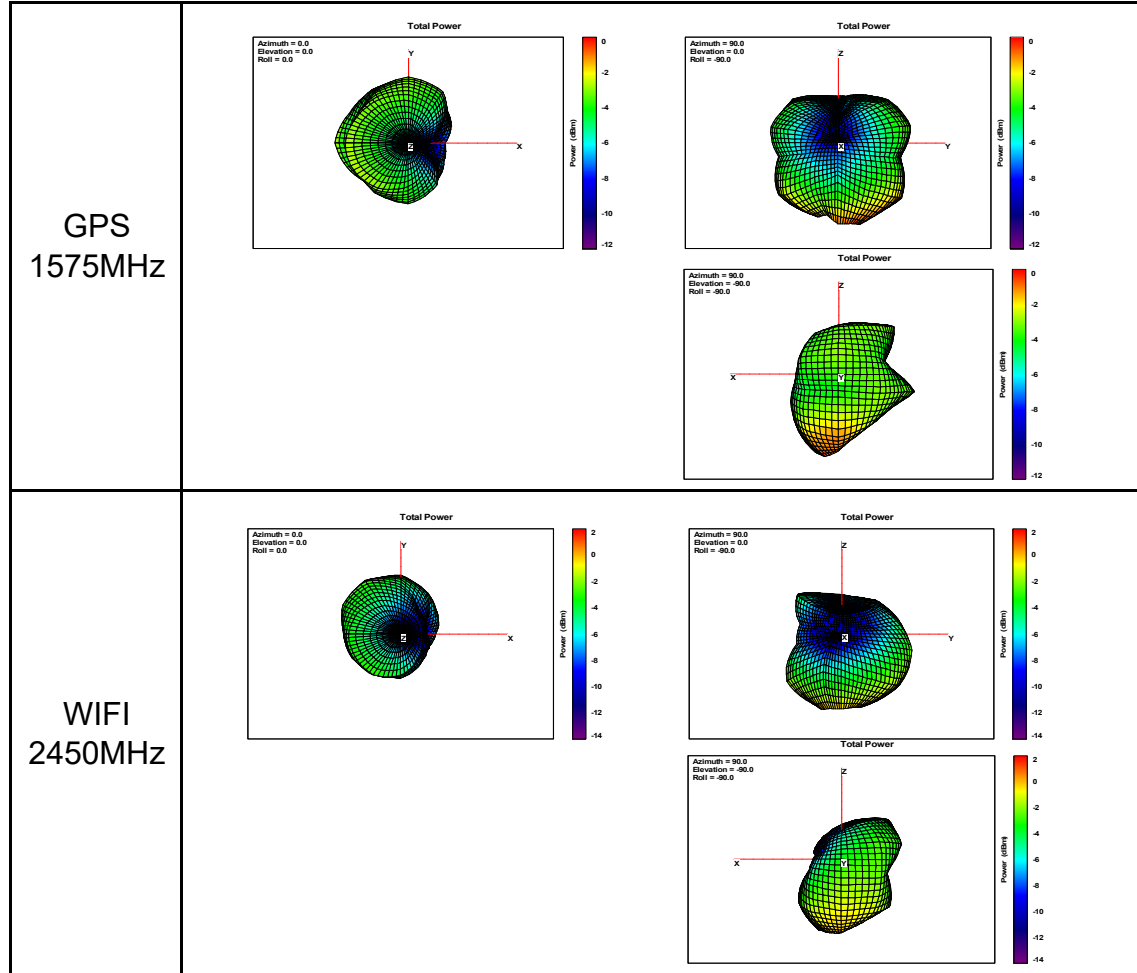 GPS
1575MHz
Total Power
Azimuth = 0.0
Elevation = 0.0
Roll = 0.0
Y
X
Z
0
-2
-4
-6
-8
-10
-12
Power (dBm)
Total Power
Azimuth = 90.0
Elevation = 0.0
Roll = -90.0
Z
Y
X
0
-2
-4
-6
-8
-10
-12
Power (dBm)
Total Power
Azimuth = 90.0
Elevation = -90.0
Roll = -90.0
Z
X
Y
0
-2
-4
-6
-8
-10
-12
Power (dBm)
WIFI
2450MHz
Total Power
Azimuth = 0.0
Elevation = 0.0
Roll = 0.0
Y
X
Z
2
0
-2
-4
-6
-8
-10
-12
-14
Power (dBm)
Total Power
Azimuth = 90.0
Elevation = 0.0
Roll = -90.0
Z
Y
X
2
0
-2
-4
-6
-8
-10
-12
-14
Power (dBm)
Total Power
Azimuth = 90.0
Elevation = -90.0
Roll = -90.0
Z
X
Y
2
0
-2
-4
-6
-8
-10
-12
-14
Power (dBm)